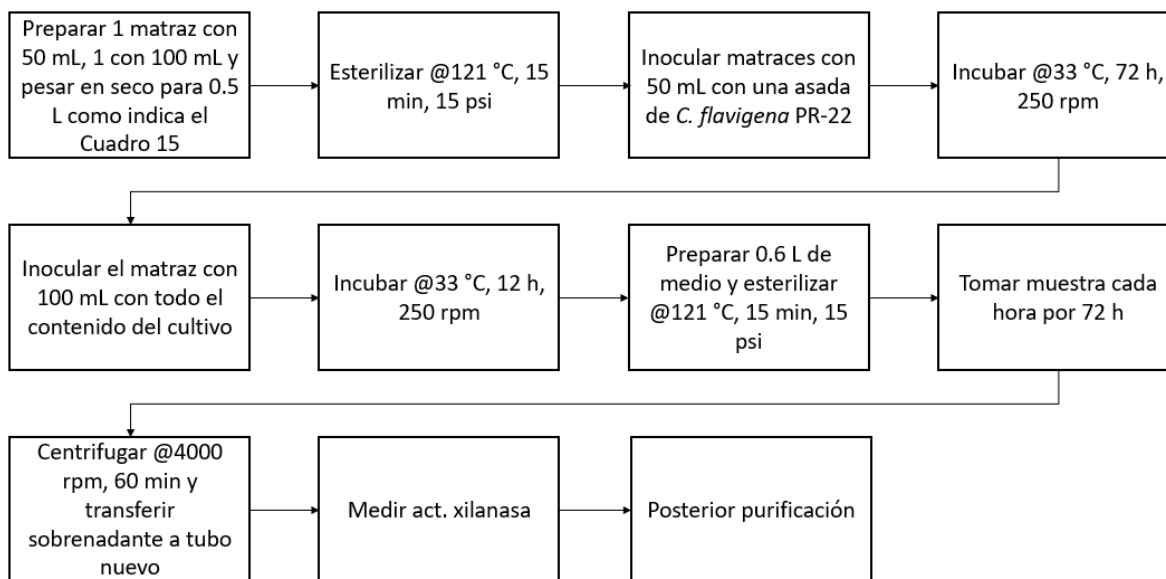 Preparar 1 matraz con
50 mL, 1 con 100 mL y
pesar en seco para 0.5
L como indica el
Cuadro 15
Esterilizar @121 °C, 15
min, 15 psi
Inocular matraces con
50 mL con una asada
de C. flavigena PR-22
Incubar @33 °C, 72 h,
250 rpm
Inocular el matraz con
100 mL con todo el
contenido del cultivo
Incubar @33 °C, 12 h,
250 rpm
Preparar 0.6 L de
medio y esterilizar
@121 °C, 15 min, 15
psi
Tomar muestra cada
hora por 72 h
Centrifugar @4000
rpm, 60 min y
transferir
sobrenadante a tubo
nuevo
Medir act. xilanasa
Posterior purificación